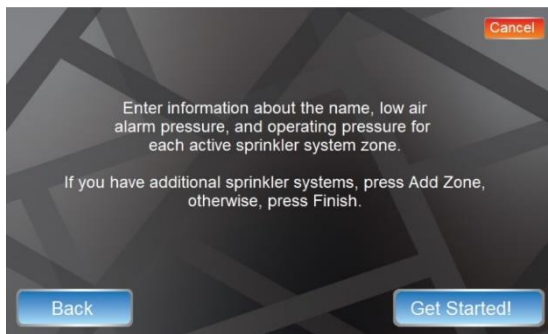 Cancel
Enter information about the name, low air
alarm pressure, and operating pressure for
each active sprinkler system zone.
If you have additional sprinkler systems, press Add Zone,
otherwise, press Finish.
Back
Get Started!